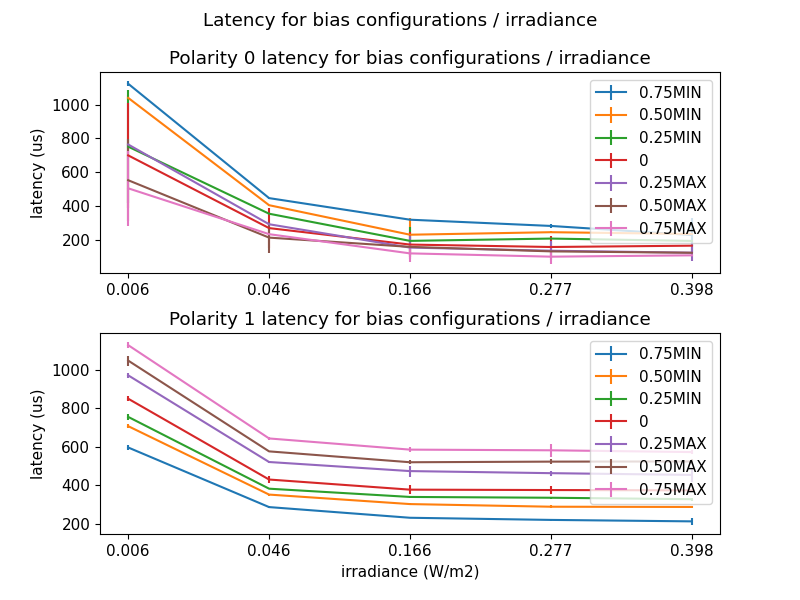 Latency for bias configurations / irradiance
Polarity 0 latency for bias configurations / irradiance
latency (us)
1000
800
600
400
200
0.006 0.046 0.166 0.277 0.398
0.75MIN
0.50MIN
0.25MIN
0
0.25MAX
0.50MAX
0.75MAX
Polarity 1 latency for bias configurations / irradiance
latency (us)
1000
800
600
400
200
0.006 0.046 0.166 0.277 0.398
0.75MIN
0.50MIN
0.25MIN
0
0.25MAX
0.50MAX
0.75MAX
irradiance (W/m2)